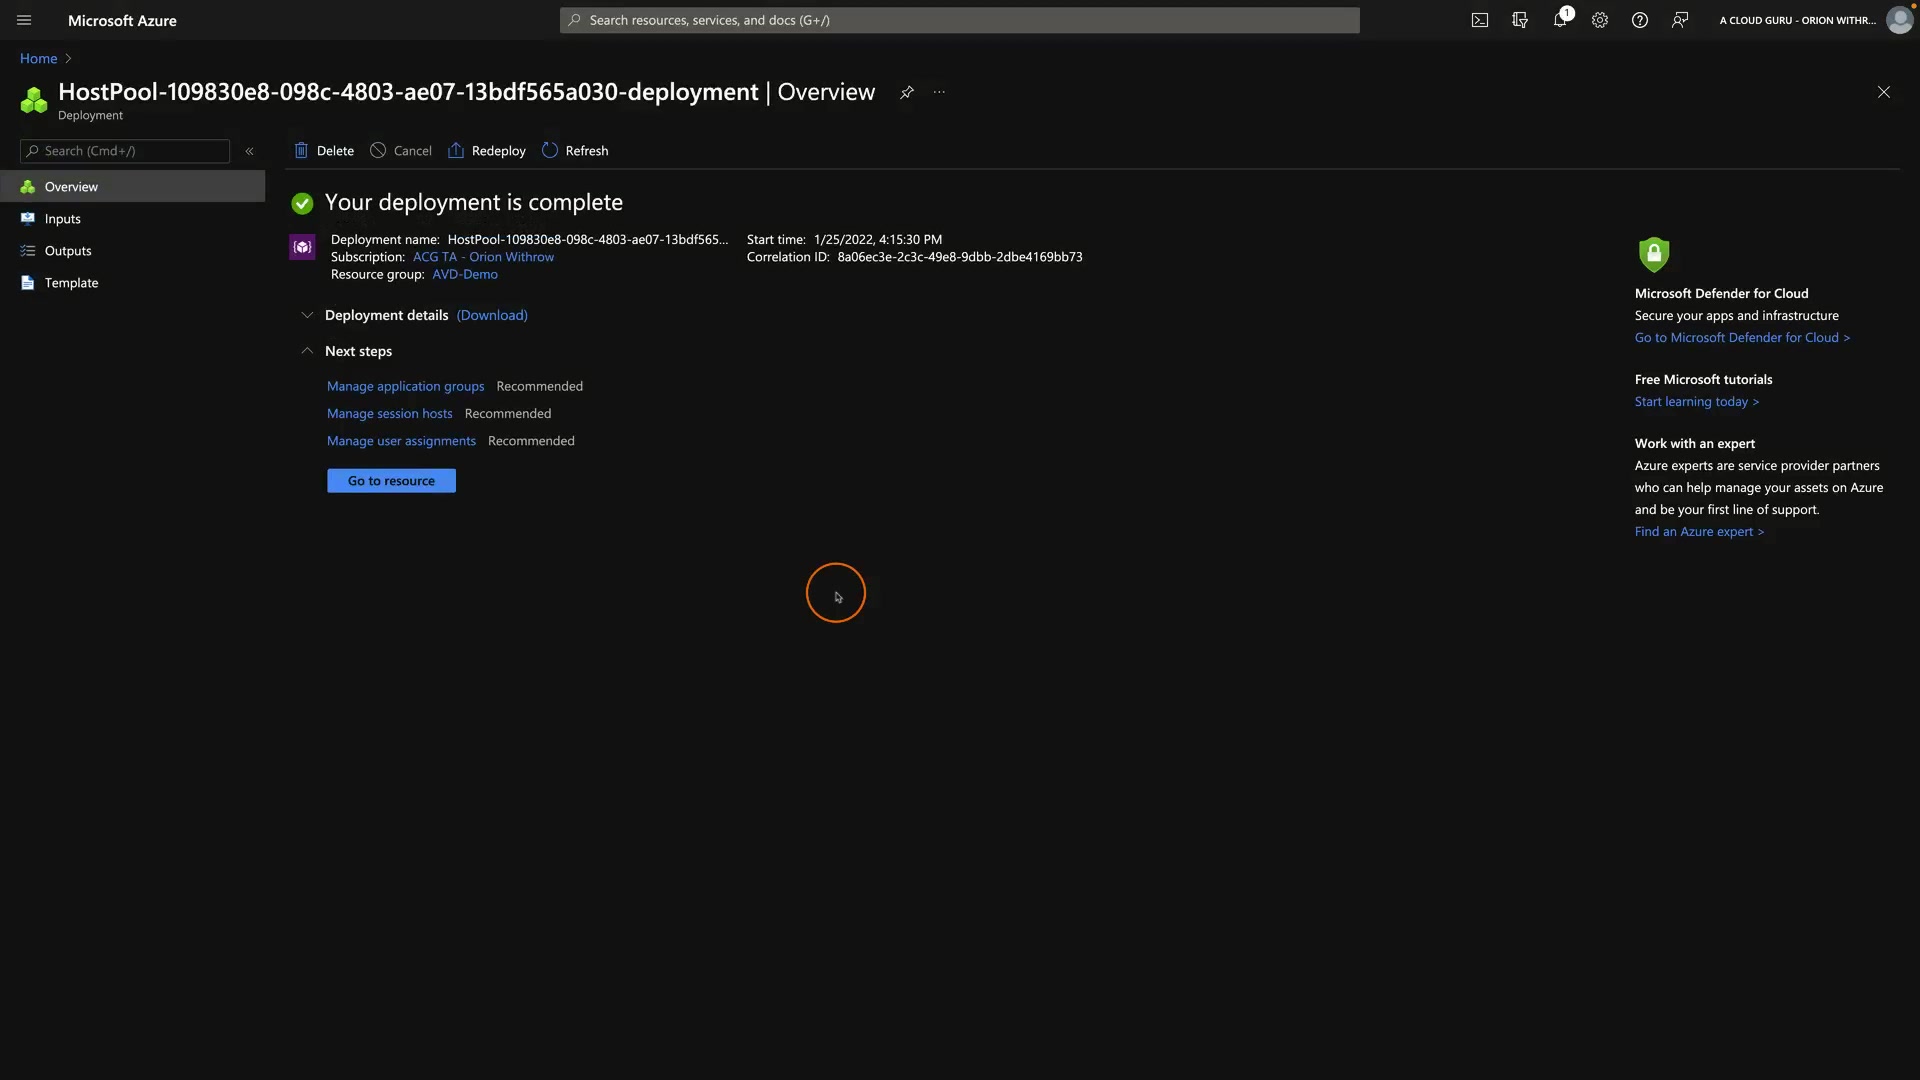 Microsoft Azure
Search resources, services, and docs (G+/)
1
A CLOUD GURU - ORION WITHR...
Home
HostPool-109830e8-098c-4803-ae07-13bdf565a030-deployment | Overview
Deployment
Search (Cmd+/)
Delete
Cancel
Redeploy
Refresh
Overview
Inputs
Outputs
Template
Your deployment is complete
Deployment name: HostPool-109830e8-098c-4803-ae07-13bdf565...
Subscription: ACG TA - Orion Withrow
Resource group: AVD-Demo
Start time: 1/25/2022, 4:15:30 PM
Correlation ID: 8a06ec3e-2c3c-49e8-9dbb-2dbe4169bb73
Deployment details (Download)
Next steps
Manage application groups Recommended
Manage session hosts Recommended
Manage user assignments Recommended
Go to resource
Microsoft Defender for Cloud
Secure your apps and infrastructure
Go to Microsoft Defender for Cloud >
Free Microsoft tutorials
Start learning today >
Work with an expert
Azure experts are service provider partners
who can help manage your assets on Azure
and be your first line of support.
Find an Azure expert >